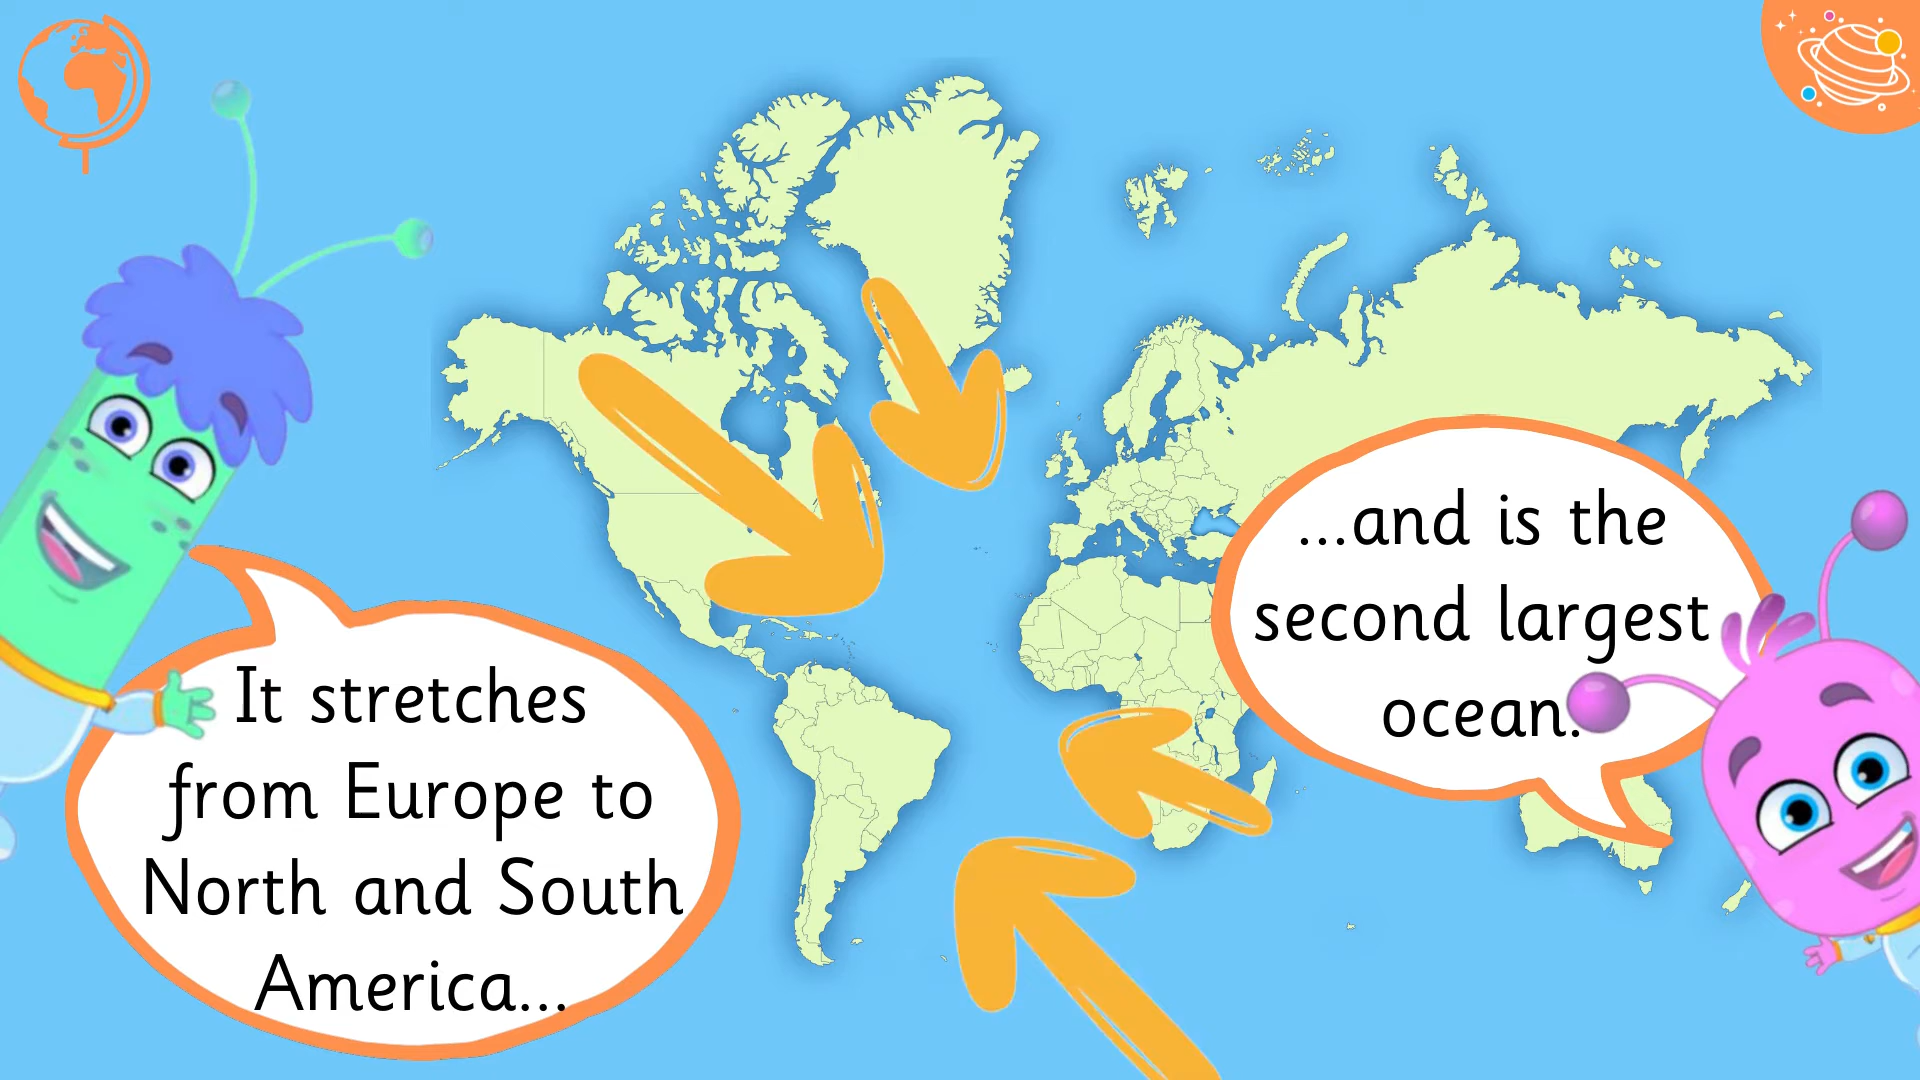 It stretches
from Europe to
North and South
America...
...and is the
second largest
ocean.